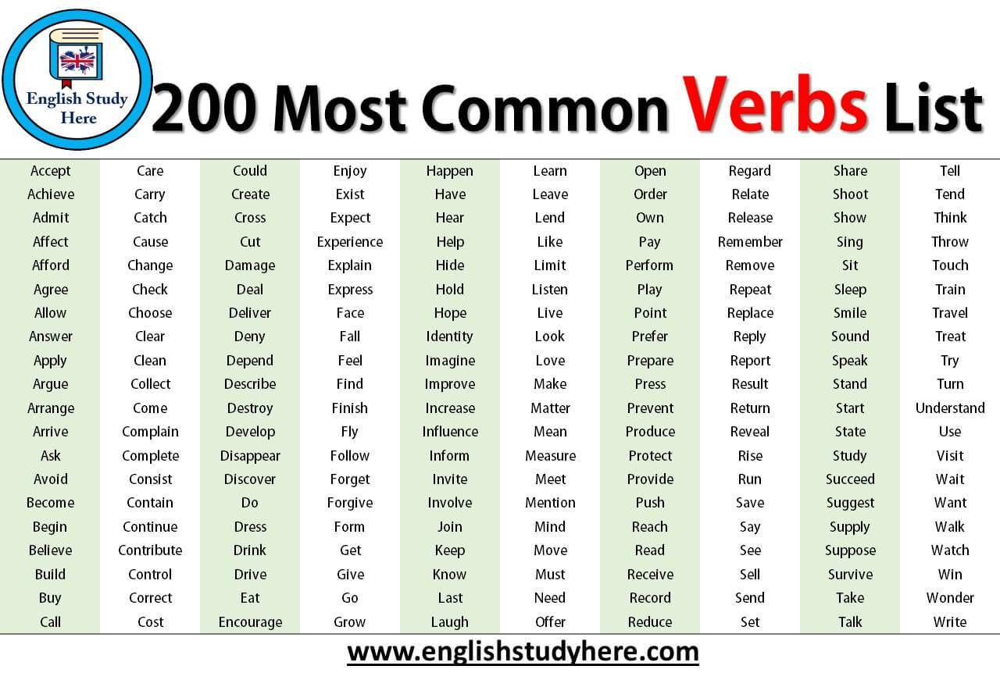 English Study
Here
200 Most Common Verbs List
Accept Care Could Enjoy Happen Learn Open Regard Share Tell
Achieve Carry Create Exist Have Leave Order Relate Shoot Tend
Admit Catch Cross Expect Hear Lend Own Release Show Think
Affect Cause Cut Experience Help Like Pay Remember Sing Throw
Afford Change Damage Explain Hide Limit Perform Remove Sit Touch
Agree Check Deal Express Hold Listen Play Repeat Sleep Train
Allow Choose Deliver Face Hope Live Point Replace Smile Travel
Answer Clear Deny Fall Identity Look Prefer Reply Sound Treat
Apply Clean Depend Feel Imagine Love Prepare Report Speak Try
Argue Collect Describe Find Improve Make Press Result Stand Turn
Arrange Come Destroy Finish Increase Matter Prevent Return Start Understand
Arrive Complain Develop Fly Influence Mean Produce Reveal State Use
Ask Complete Disappear Follow Inform Measure Protect Rise Study Visit
Avoid Consist Discover Forget Invite Meet Provide Run Succeed Wait
Become Contain Do Forgive Involve Mention Push Save Suggest Want
Begin Continue Dress Form Join Mind Reach Say Supply Walk
Believe Contribute Drink Get Keep Move Read See Suppose Watch
Build Control Drive Give Know Must Receive Sell Survive Win
Buy Correct Eat Go Last Need Record Send Take Wonder
Call Cost Encourage Grow Laugh Offer Reduce Set Talk Write
www.englishstudyhere.com